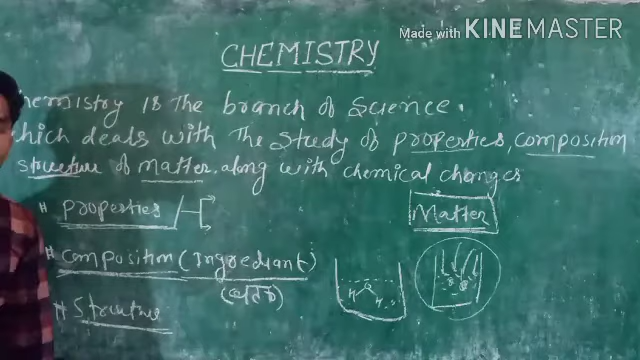 Made with KINEMASTER
CHEMISTRY
hemistry is The branch of Science.
hich deals with The study of properties, composition
structure of matter, along with chemical changes
# properties
Matter
# composition (Ingrediant)
# Structure